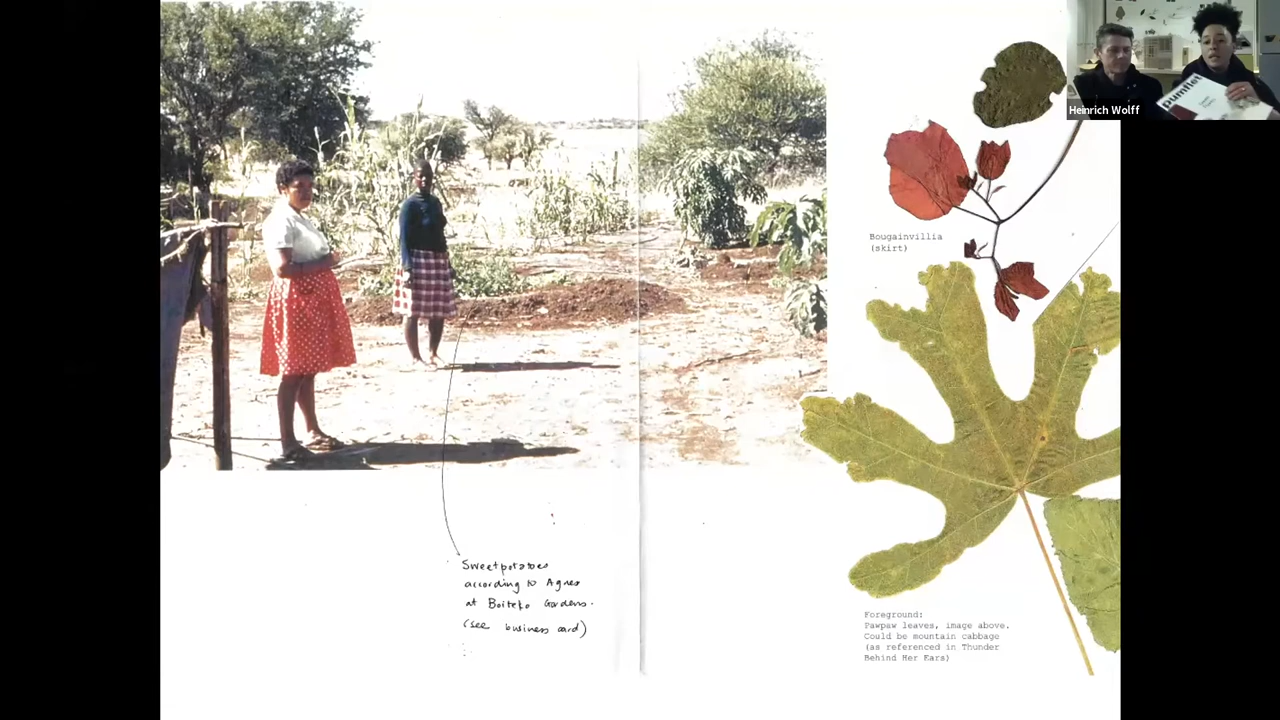 pumflet
Heinrich Wolff
Bougainvillia
(skirt)
Sweetpotatoes
according to Agnes
at Boiteko Gardens.
(see business card)
Foreground:
Pawpaw leaves, image above.
Could be mountain cabbage
(as referenced in Thunder
Behind Her Ears)